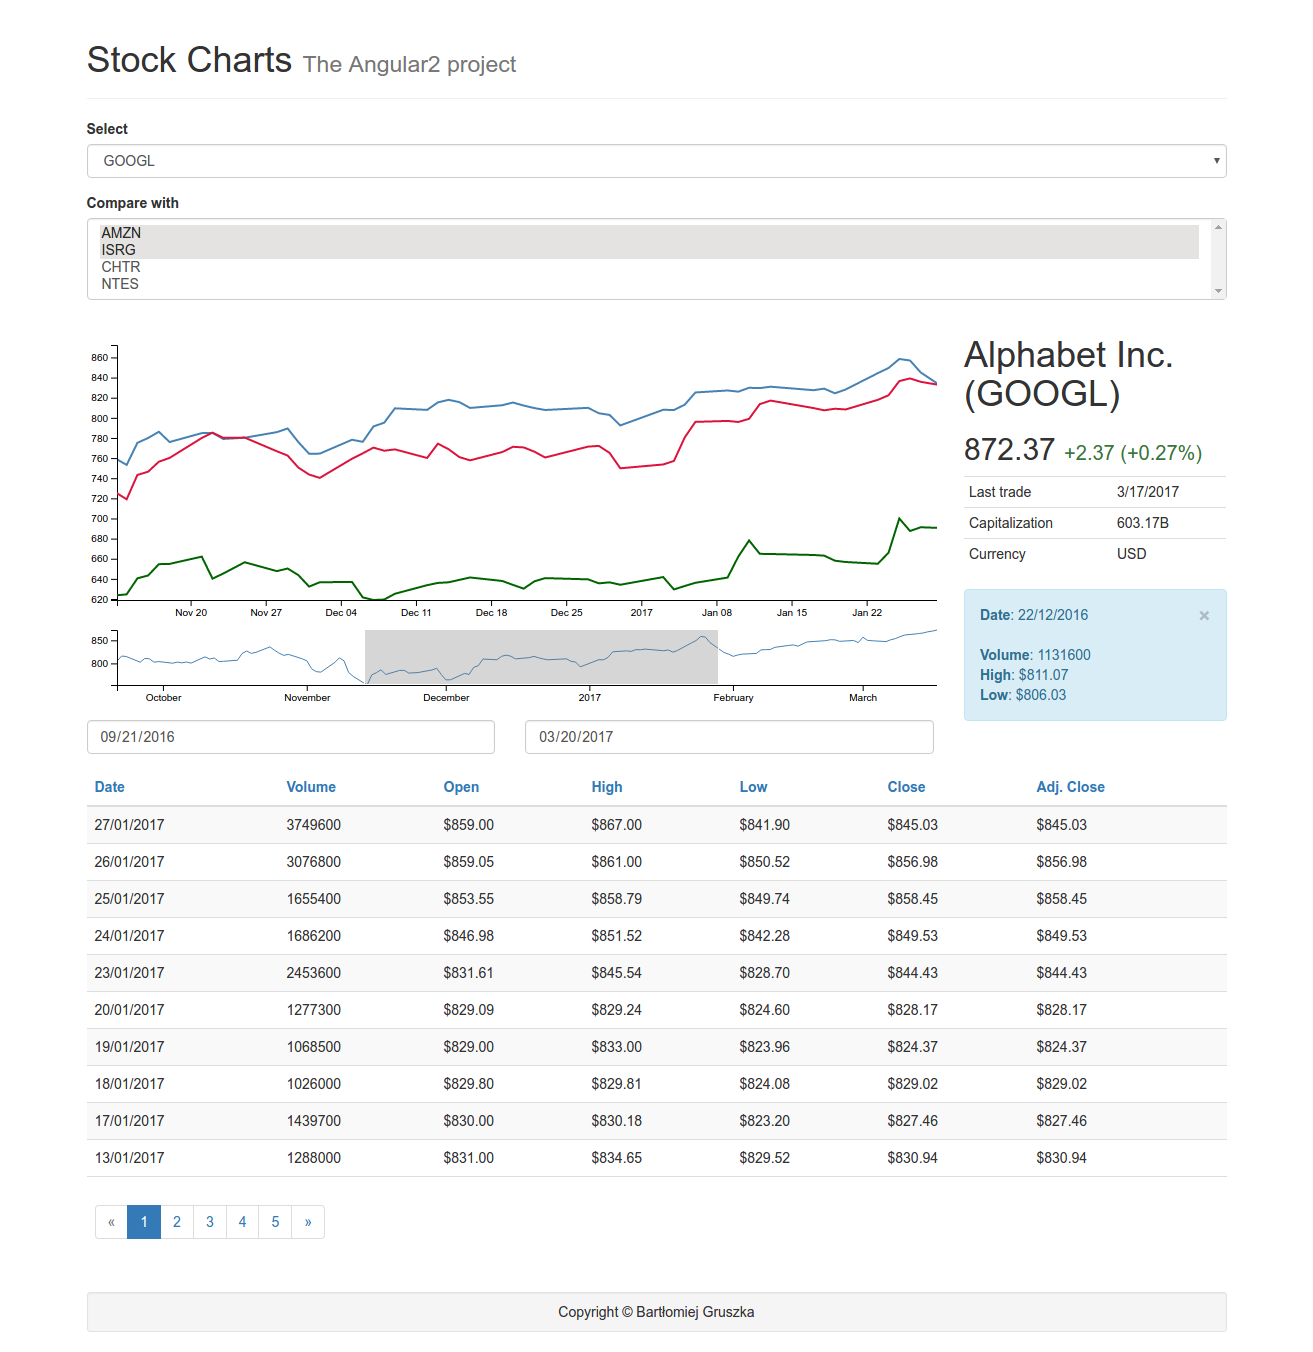 Stock Charts The Angular2 project
Select
GOOGL
Compare with
AMZN
ISRG
CHTR
NTES
860
840
820
800
780
760
740
720
700
680
660
640
620
Nov 20 Nov 27 Dec 04 Dec 11 Dec 18 Dec 25 2017 Jan 08 Jan 15 Jan 22
850
800
October November December 2017 February March
Alphabet Inc.
(GOOGL)
872.37 +2.37 (+0.27%)
Last trade 3/17/2017
Capitalization 603.17B
Currency USD
Date: 22/12/2016 ×
Volume: 1131600
High: $811.07
Low: $806.03
09/21/2016 03/20/2017
Date Volume Open High Low Close Adj. Close
27/01/2017 3749600 $859.00 $867.00 $841.90 $845.03 $845.03
26/01/2017 3076800 $859.05 $861.00 $850.52 $856.98 $856.98
25/01/2017 1655400 $853.55 $858.79 $849.74 $858.45 $858.45
24/01/2017 1686200 $846.98 $851.52 $842.28 $849.53 $849.53
23/01/2017 2453600 $831.61 $845.54 $828.70 $844.43 $844.43
20/01/2017 1277300 $829.09 $829.24 $824.60 $828.17 $828.17
19/01/2017 1068500 $829.00 $833.00 $823.96 $824.37 $824.37
18/01/2017 1026000 $829.80 $829.81 $824.08 $829.02 $829.02
17/01/2017 1439700 $830.00 $830.18 $823.20 $827.46 $827.46
13/01/2017 1288000 $831.00 $834.65 $829.52 $830.94 $830.94
« 1 2 3 4 5 »
Copyright © Bartłomiej Gruszka